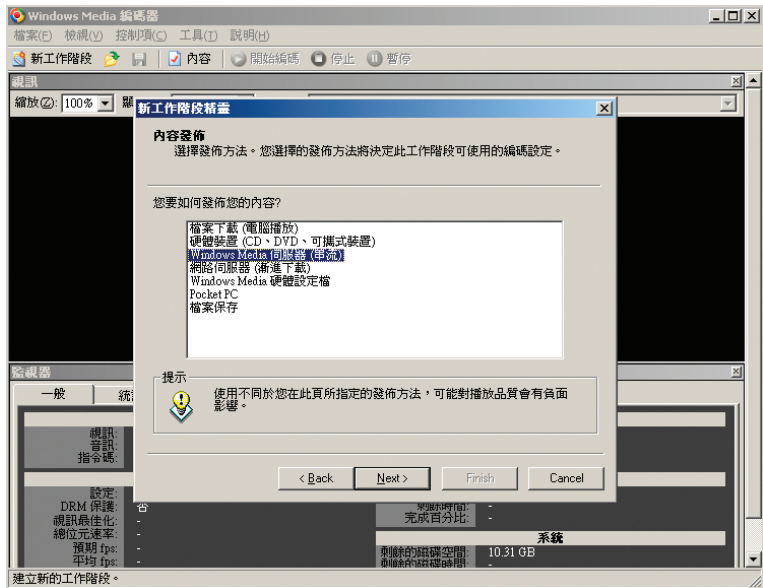 Windows Media 編碼器
檔案(F) 檢視(V) 控制項(C) 工具(T) 說明(H)
新工作階段 內容 開始編碼 停止 暫停
視訊
縮放(Z): 100%
新工作階段精靈
內容發佈
選擇發佈方法。您選擇的發佈方法將決定此工作階段可使用的編碼設定。
您要如何發佈您的內容?
檔案下載 (電腦播放)
硬體裝置 (CD、DVD、可攜式裝置)
Windows Media 伺服器 (串流)
網路伺服器 (漸進下載)
Windows Media 硬體設定檔
Pocket PC
檔案保存
提示
使用不同於您在此頁所指定的發佈方法,可能對播放品質會有負面
影響。
< Back Next > Finish Cancel
監視器
一般
視訊:
音訊:
指令碼:
設定:
DRM 保護: 否
視訊最佳化: -
總位元速率: -
預期 fps: -
平均 fps: -
剩餘時間: -
完成百分比: -
系統
剩餘的磁碟空間: 10.31 GB
剩餘的磁碟時間: -
建立新的工作階段。